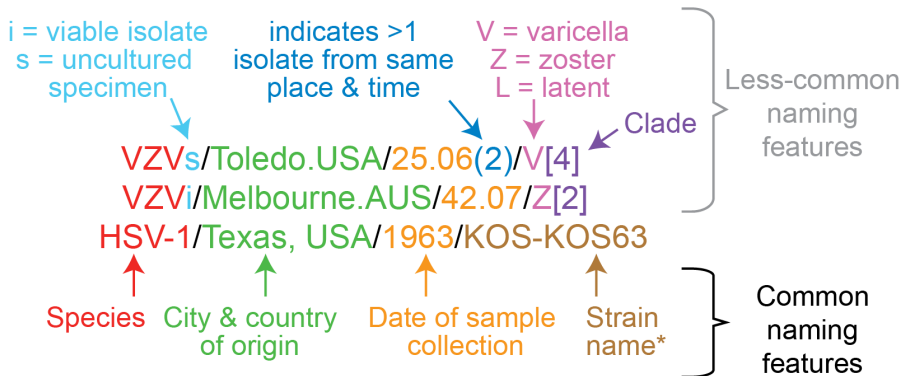 i = viable isolate
s = uncultured
specimen
indicates >1
isolate from same
place & time
V = varicella
Z = zoster
L = latent
Clade
Less-common
naming
features
VZVs/Toledo.USA/25.06(2)/V[4]
VZVi/Melbourne.AUS/42.07/Z[2]
HSV-1/Texas, USA/1963/KOS-KOS63
Species
City & country
of origin
Date of sample
collection
Strain
name*
Common
naming
features